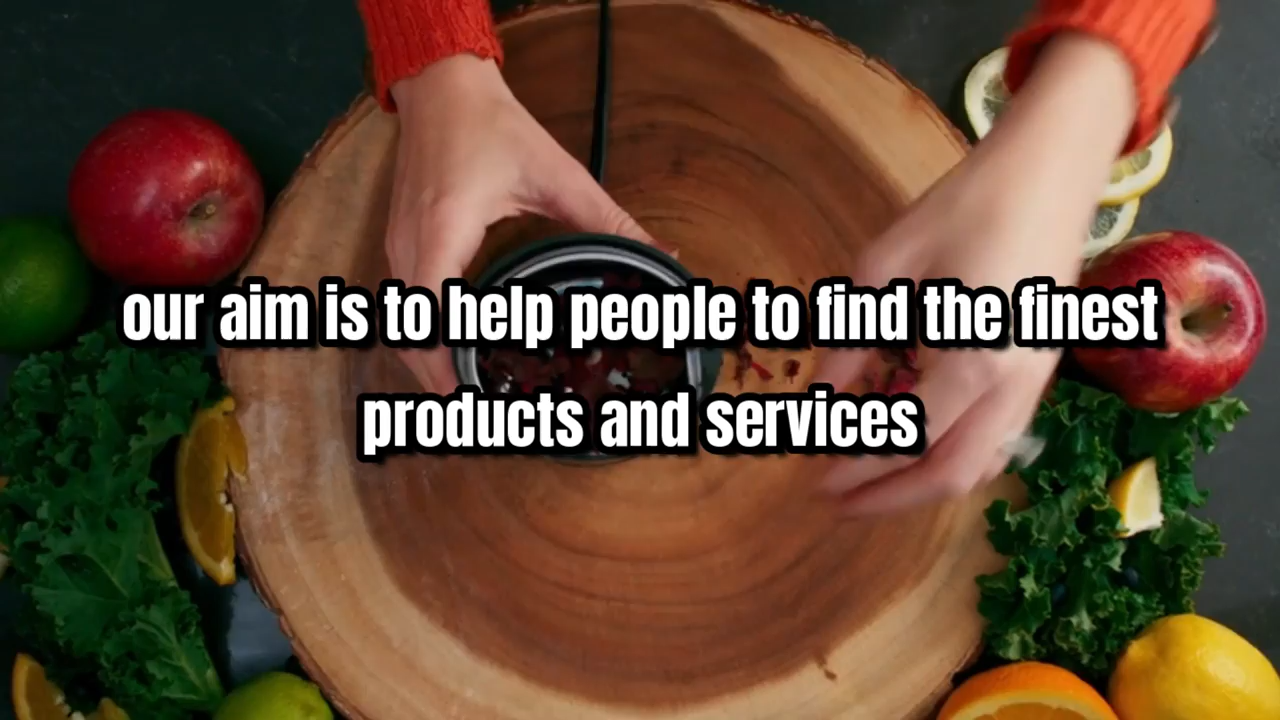 our aim is to help people to find the finest
products and services